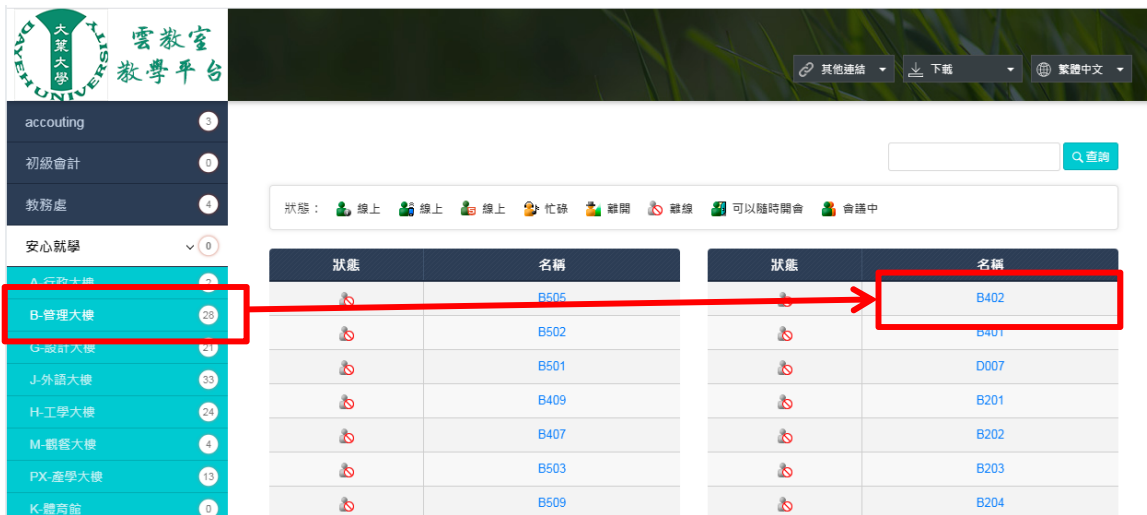 DAYEH UNIVERSITY
大葉大學
雲教室
教學平台
其他連結
下載
繁體中文
accouting 3
初級會計 0
教務處 4
安心就學 0
A-行政大樓 2
B-管理大樓 28
G-設計大樓 21
J-外語大樓 33
H-工學大樓 24
M-觀餐大樓 4
PX-產學大樓 13
K-體育館 0
查詢
狀態： 線上 線上 線上 忙碌 離開 離線 可以隨時開會 會議中
狀態 名稱 狀態 名稱
B505 B402
B502 B401
B501 D007
B409 B201
B407 B202
B503 B203
B509 B204